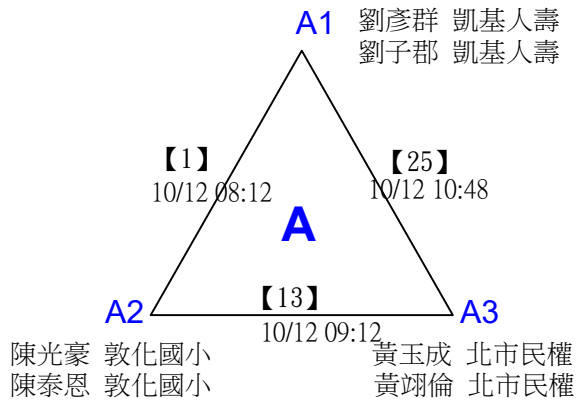 A1
劉彥群 凱基人壽
劉子郡 凱基人壽
【1】
10/12 08:12
【25】
10/12 10:48
A
【13】
10/12 09:12
A2
陳光豪 敦化國小
陳泰恩 敦化國小
A3
黃玉成 北市民權
黃翊倫 北市民權